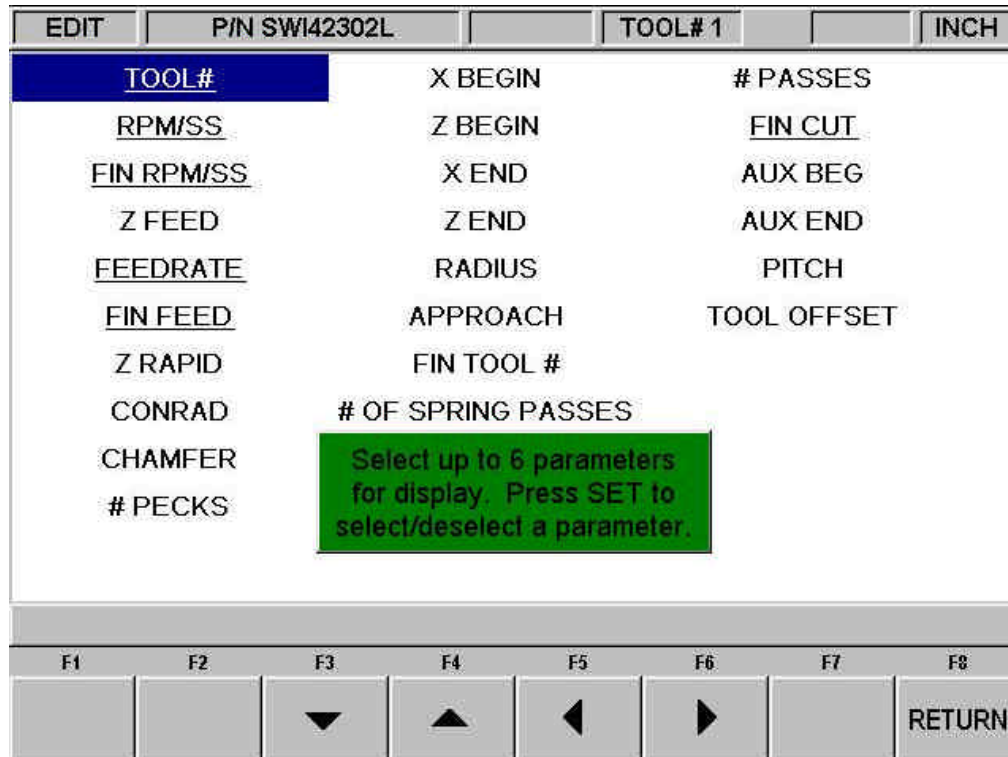 EDIT P/N SWI42302L TOOL# 1 INCH
TOOL# X BEGIN # PASSES
RPM/SS Z BEGIN FIN CUT
FIN RPM/SS X END AUX BEG
Z FEED Z END AUX END
FEEDRATE RADIUS PITCH
FIN FEED APPROACH TOOL OFFSET
Z RAPID FIN TOOL #
CONRAD # OF SPRING PASSES
CHAMFER
# PECKS
Select up to 6 parameters
for display. Press SET to
select/deselect a parameter.
F1 F2 F3 F4 F5 F6 F7 F8
RETURN